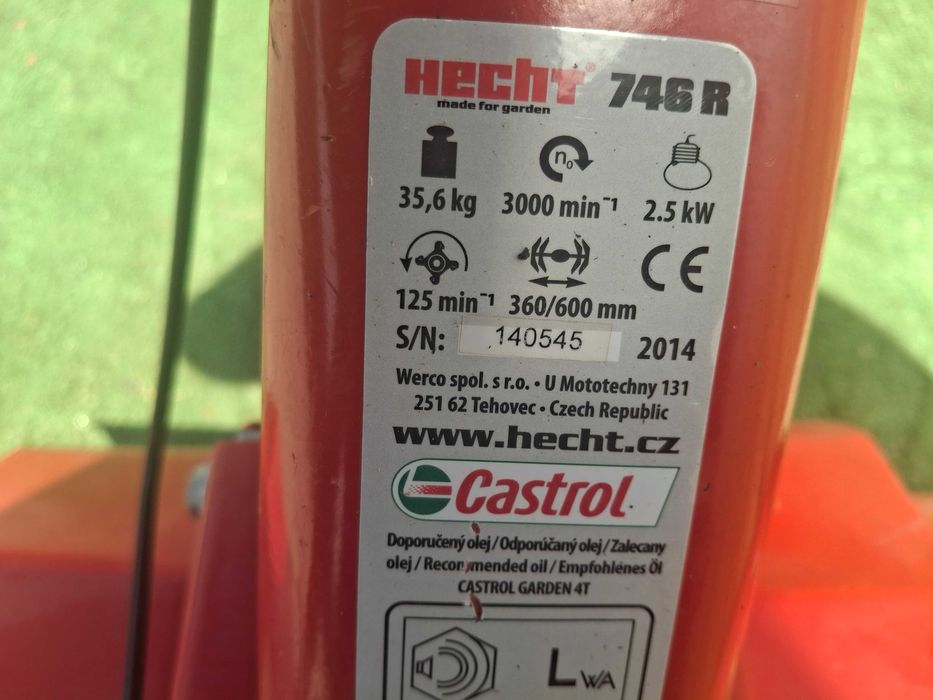 HECHT® 746 R
made for garden
n₀
35,6 kg 3000 min⁻¹ 2.5 kW
CE
125 min⁻¹ 360/600 mm
S/N: 140545 2014
Werco spol. s r.o. • U Mototechny 131
251 62 Tehovec • Czech Republic
www.hecht.cz
Castrol
Doporučený olej / Odporúčaný olej / Zalecany
olej / Recommended oil / Empfohlenes Öl
CASTROL GARDEN 4T
LWA